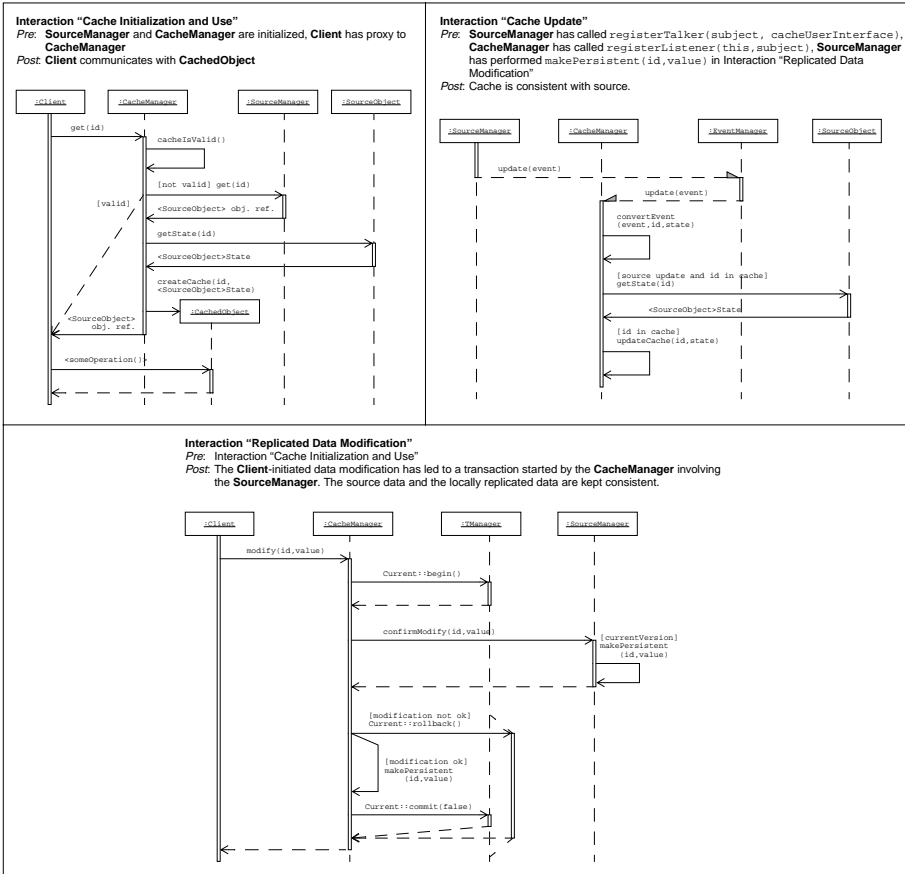 Interaction “Cache Initialization and Use”
Pre: SourceManager and CacheManager are initialized, Client has proxy to
CacheManager
Post: Client communicates with CachedObject
:Client
:CacheManager
:SourceManager
:SourceObject
get(id)
cacheIsValid()
[not valid] get(id)
[valid]
<SourceObject> obj. ref.
getState(id)
<SourceObject>State
createCache(id,
<SourceObject>State)
:CachedObject
<SourceObject>
obj. ref.
<someOperation()>
Interaction “Cache Update”
Pre: SourceManager has called registerTalker(subject, cacheUserInterface),
CacheManager has called registerListener(this,subject), SourceManager
has performed makePersistent(id,value) in Interaction “Replicated Data
Modification”
Post: Cache is consistent with source.
:SourceManager
:CacheManager
:EventManager
:SourceObject
update(event)
update(event)
convertEvent
(event,id,state)
[source update and id in cache]
getState(id)
<SourceObject>State
[id in cache]
updateCache(id,state)
Interaction “Replicated Data Modification”
Pre: Interaction “Cache Initialization and Use”
Post: The Client-initiated data modification has led to a transaction started by the CacheManager involving
the SourceManager. The source data and the locally replicated data are kept consistent.
:Client
:CacheManager
:TManager
:SourceManager
modify(id,value)
Current::begin()
confirmModify(id,value)
[currentVersion]
makePersistent
(id,value)
[modification not ok]
Current::rollback()
[modification ok]
makePersistent
(id,value)
Current::commit(false)